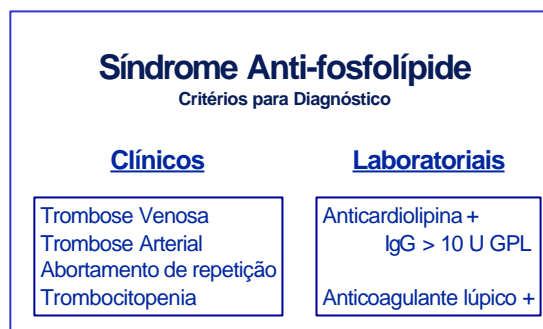 Síndrome Anti-fosfolípide
Critérios para Diagnóstico
Clínicos
Trombose Venosa
Trombose Arterial
Abortamento de repetição
Trombocitopenia
Laboratoriais
Anticardiolipina +
IgG > 10 U GPL
Anticoagulante lúpico +